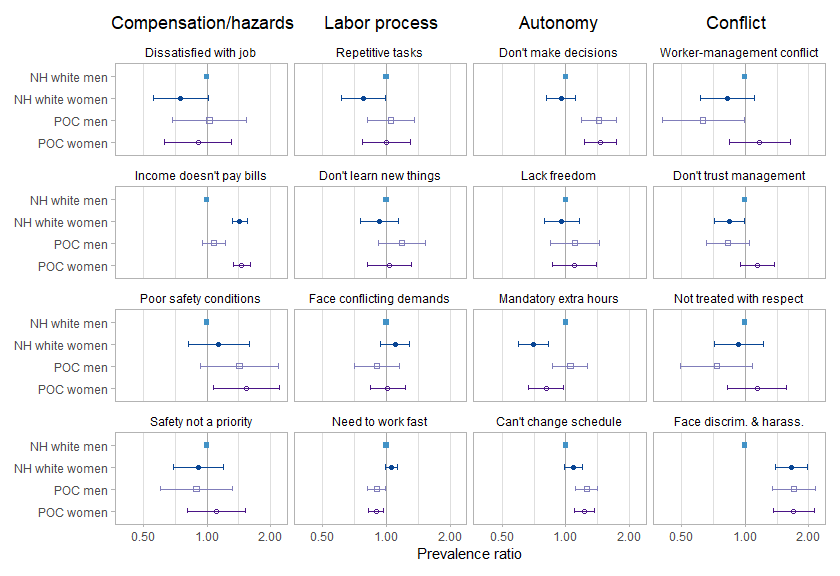 Compensation/hazards Labor process Autonomy Conflict
Dissatisfied with job Repetitive tasks Don't make decisions Worker-management conflict
NH white men
NH white women
POC men
POC women
Income doesn't pay bills Don't learn new things Lack freedom Don't trust management
NH white men
NH white women
POC men
POC women
Poor safety conditions Face conflicting demands Mandatory extra hours Not treated with respect
NH white men
NH white women
POC men
POC women
Safety not a priority Need to work fast Can't change schedule Face discrim. & harass.
NH white men
NH white women
POC men
POC women
0.50 1.00 2.00 0.50 1.00 2.00 0.50 1.00 2.00 0.50 1.00 2.00
Prevalence ratio